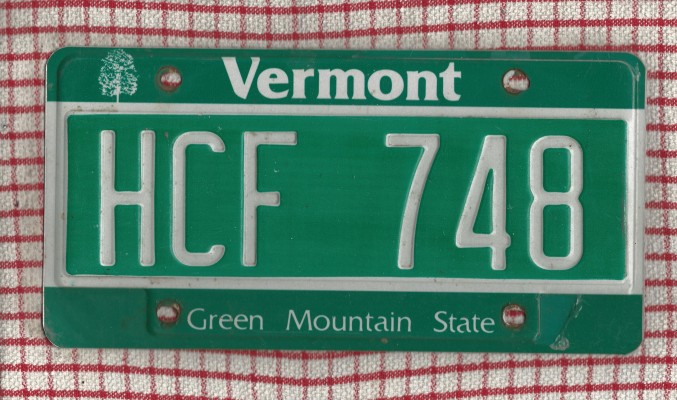 Vermont
HCF 748
Green Mountain State